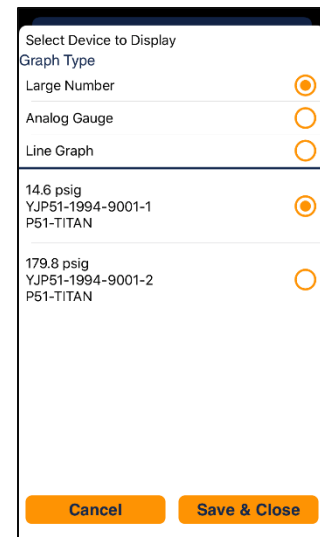 Select Device to Display
Graph Type
Large Number
Analog Gauge
Line Graph
14.6 psig
YJP51-1994-9001-1
P51-TITAN
179.8 psig
YJP51-1994-9001-2
P51-TITAN
Cancel
Save & Close